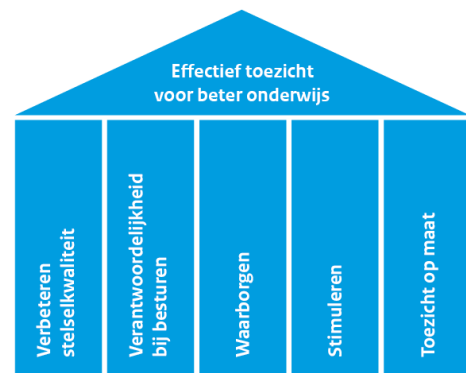 Effectief toezicht
voor beter onderwijs
Verbeteren
stelselkwaliteit
Verantwoordelijkheid
bij besturen
Waarborgen
Stimuleren
Toezicht op maat